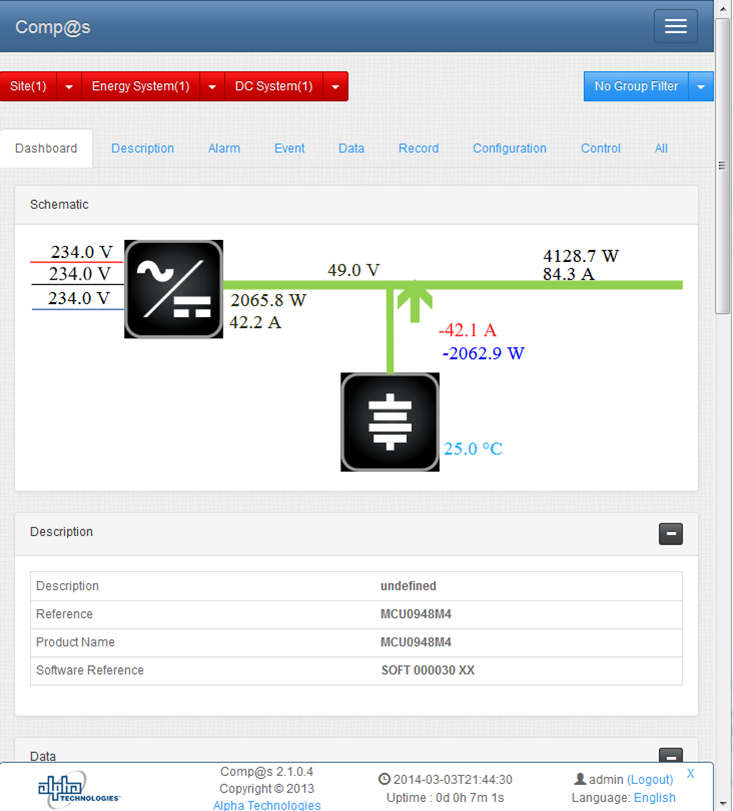 Comp@s
Site(1) Energy System(1) DC System(1) No Group Filter
Dashboard Description Alarm Event Data Record Configuration Control All
Schematic
234.0 V
234.0 V
234.0 V
2065.8 W
42.2 A
49.0 V
4128.7 W
84.3 A
-42.1 A
-2062.9 W
25.0 °C
Description
Description undefined
Reference MCU0948M4
Product Name MCU0948M4
Software Reference SOFT 000030 XX
Data
alpha
TECHNOLOGIES
Comp@s 2.1.0.4
Copyright © 2013
Alpha Technologies
2014-03-03T21:44:30
Uptime : 0d 0h 7m 1s
admin (Logout) X
Language: English